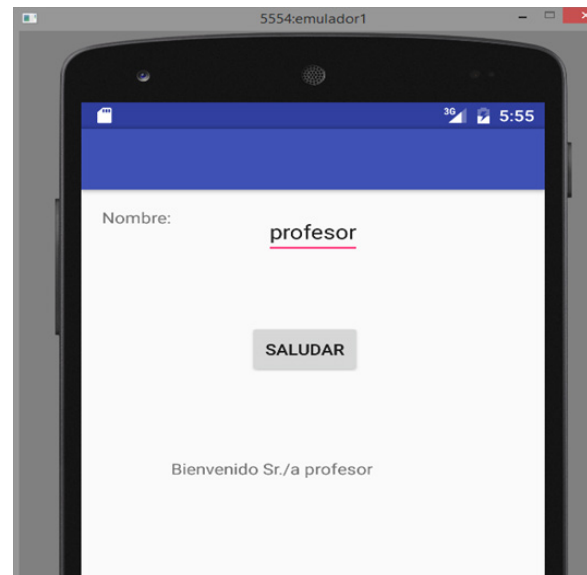 5554:emulador1
3G 5:55
Nombre:
profesor
SALUDAR
Bienvenido Sr./a profesor